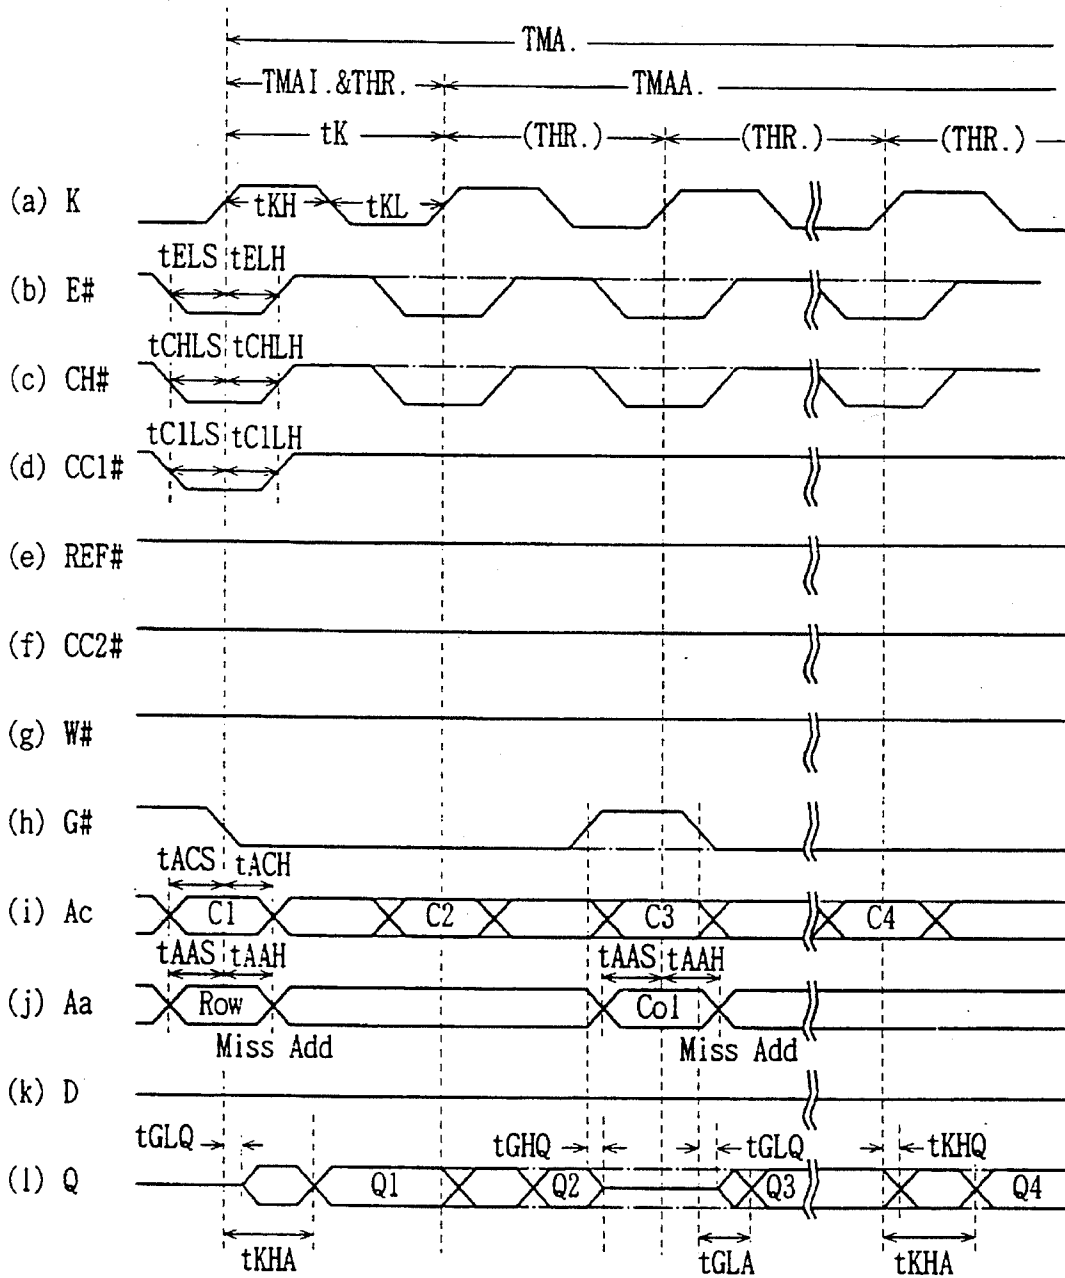 TMA.
TMAI.&THR. TMAA.
tK (THR.) (THR.) (THR.)
(a) K tKH tKL
tELS tELH
(b) E#
tCHLS tCHLH
(c) CH#
tC1LS tC1LH
(d) CC1#
(e) REF#
(f) CC2#
(g) W#
(h) G#
tACS tACH
(i) Ac C1 C2 C3 C4
tAAS tAAH tAAS tAAH
(j) Aa Row Col
Miss Add Miss Add
(k) D
tGLQ tGHQ tGLQ tKHQ
(l) Q Q1 Q2 Q3 Q4
tKHA tGLA tKHA